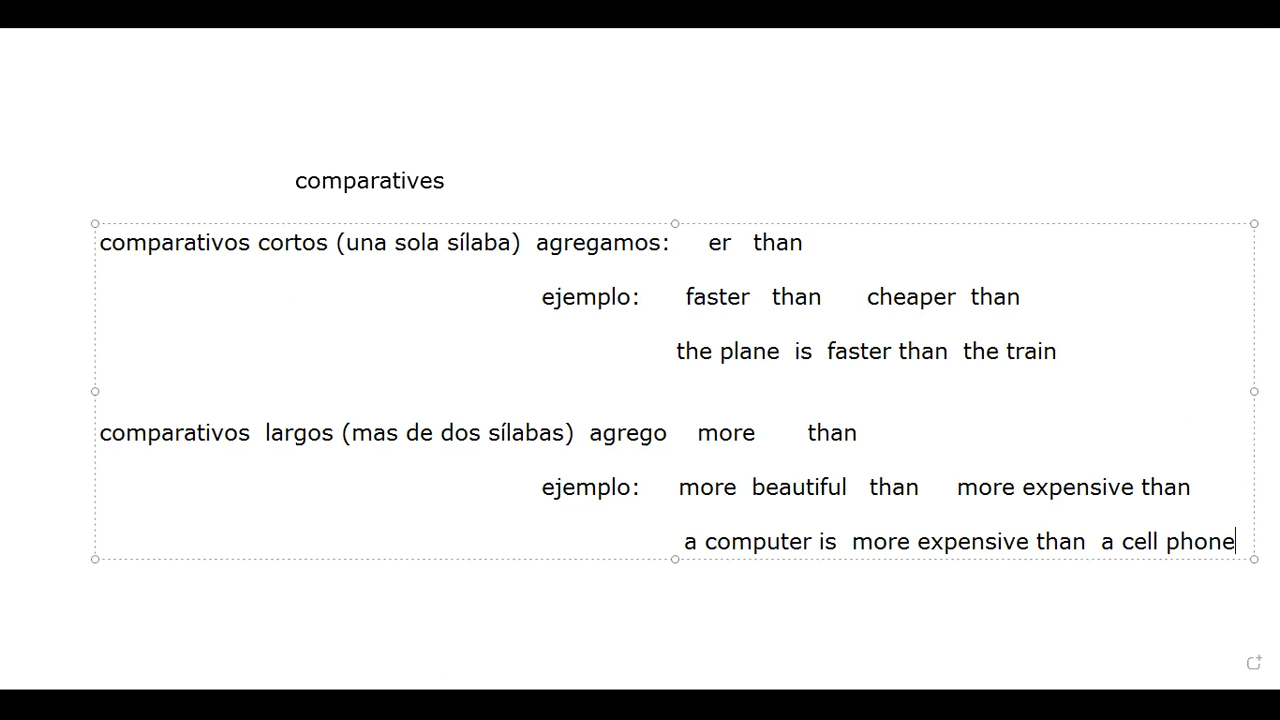 comparatives
comparativos cortos (una sola sílaba) agregamos: er than
ejemplo: faster than cheaper than
the plane is faster than the train
comparativos largos (mas de dos sílabas) agrego more than
ejemplo: more beautiful than more expensive than
a computer is more expensive than a cell phone